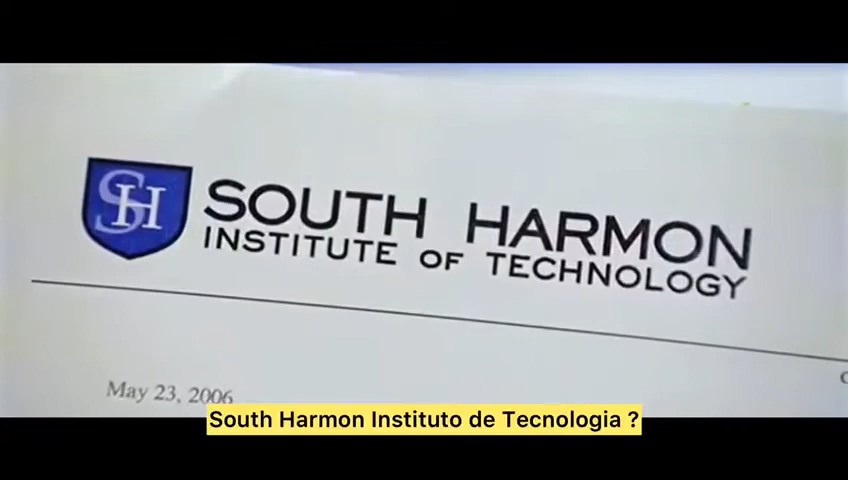 SH
SOUTH HARMON
INSTITUTE OF TECHNOLOGY
May 23, 2006
South Harmon Instituto de Tecnologia ?